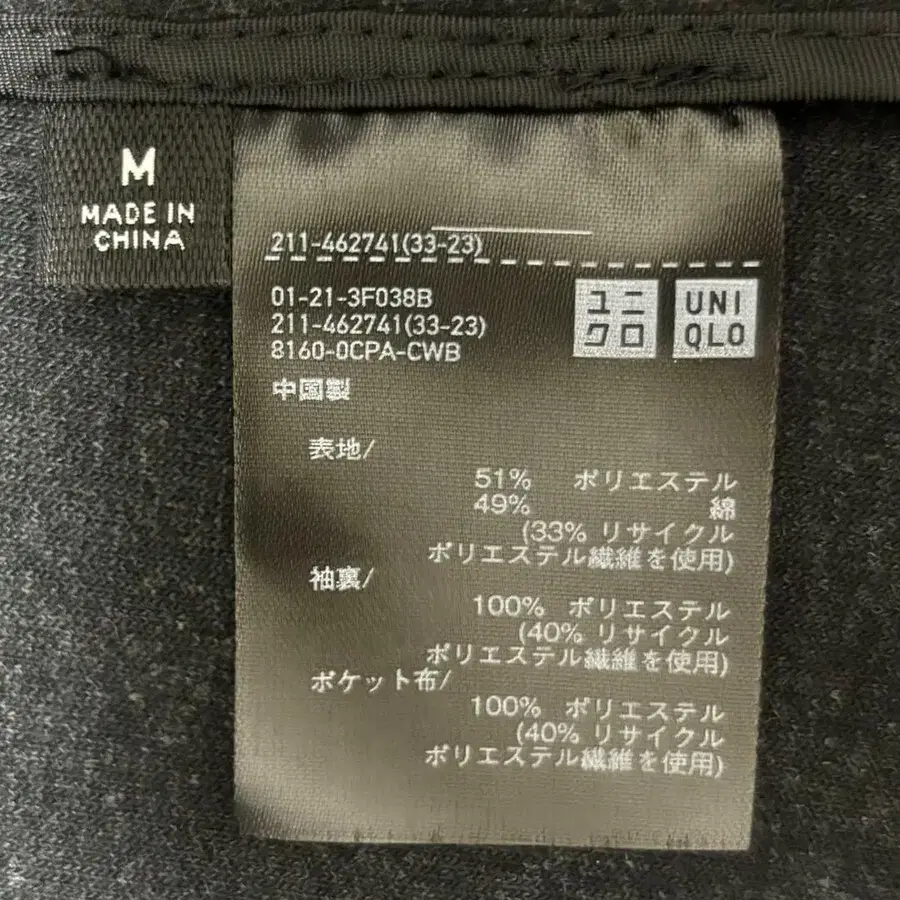 M
MADE IN
CHINA
211-462741(33-23)
01-21-3F038B
211-462741(33-23)
8160-0CPA-CWB
ユニ
クロ
UNI
QLO
中国製
表地/
51% ポリエステル
49% 綿
(33% リサイクル
ポリエステル繊維を使用)
袖裏/
100% ポリエステル
(40% リサイクル
ポリエステル繊維を使用)
ポケット布/
100% ポリエステル
(40% リサイクル
ポリエステル繊維を使用)